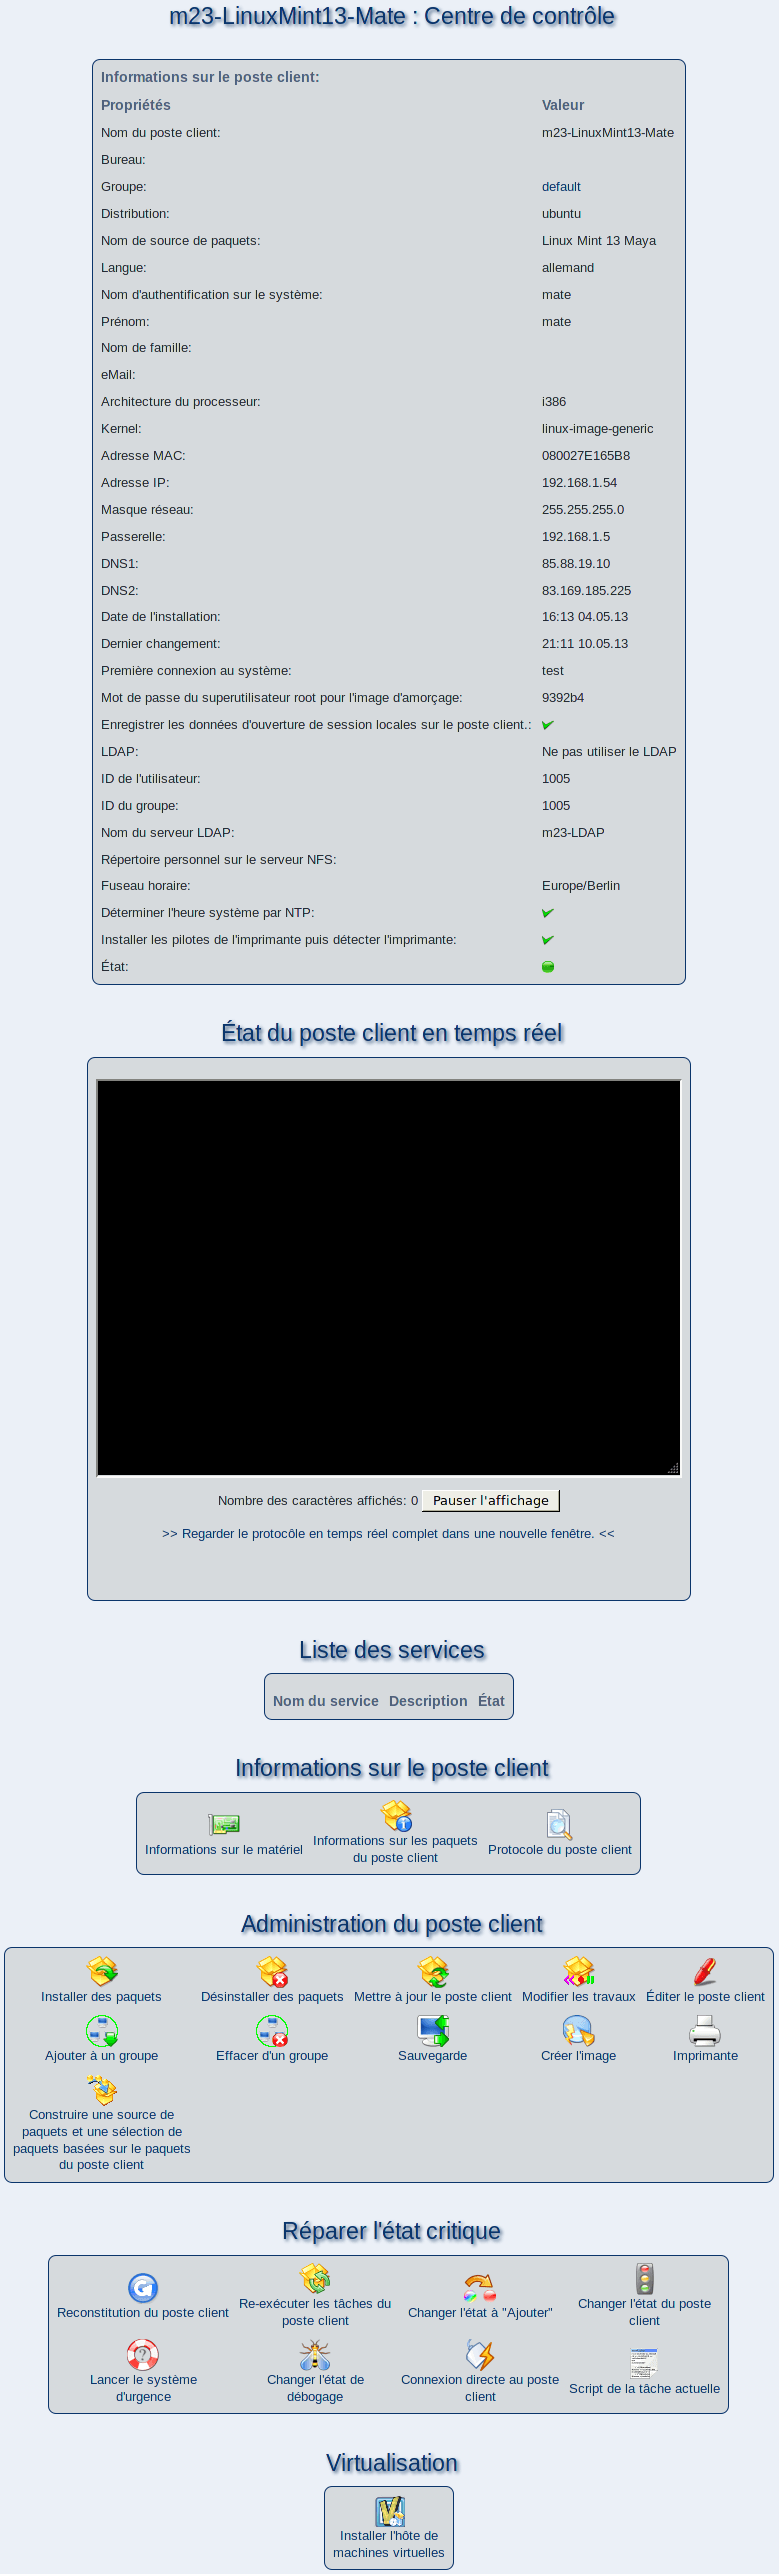 m23-LinuxMint13-Mate : Centre de contrôle
Informations sur le poste client:
Propriétés Valeur
Nom du poste client: m23-LinuxMint13-Mate
Bureau:
Groupe: default
Distribution: ubuntu
Nom de source de paquets: Linux Mint 13 Maya
Langue: allemand
Nom d'authentification sur le système: mate
Prénom: mate
Nom de famille:
eMail:
Architecture du processeur: i386
Kernel: linux-image-generic
Adresse MAC: 080027E165B8
Adresse IP: 192.168.1.54
Masque réseau: 255.255.255.0
Passerelle: 192.168.1.5
DNS1: 85.88.19.10
DNS2: 83.169.185.225
Date de l'installation: 16:13 04.05.13
Dernier changement: 21:11 10.05.13
Première connexion au système: test
Mot de passe du superutilisateur root pour l'image d'amorçage: 9392b4
Enregistrer les données d'ouverture de session locales sur le poste client.:
LDAP: Ne pas utiliser le LDAP
ID de l'utilisateur: 1005
ID du groupe: 1005
Nom du serveur LDAP: m23-LDAP
Répertoire personnel sur le serveur NFS:
Fuseau horaire: Europe/Berlin
Déterminer l'heure système par NTP:
Installer les pilotes de l'imprimante puis détecter l'imprimante:
État:
État du poste client en temps réel
Nombre des caractères affichés: 0 Pauser l'affichage
>> Regarder le protocôle en temps réel complet dans une nouvelle fenêtre. <<
Liste des services
Nom du service Description État
Informations sur le poste client
Informations sur le matériel
Informations sur les paquets
du poste client
Protocole du poste client
Administration du poste client
Installer des paquets Désinstaller des paquets Mettre à jour le poste client Modifier les travaux Éditer le poste client
Ajouter à un groupe Effacer d'un groupe Sauvegarde Créer l'image Imprimante
Construire une source de
paquets et une sélection de
paquets basées sur le paquets
du poste client
Réparer l'état critique
Reconstitution du poste client
Re-exécuter les tâches du
poste client
Changer l'état à "Ajouter"
Changer l'état du poste
client
Lancer le système
d'urgence
Changer l'état de
débogage
Connexion directe au poste
client
Script de la tâche actuelle
Virtualisation
Installer l'hôte de
machines virtuelles